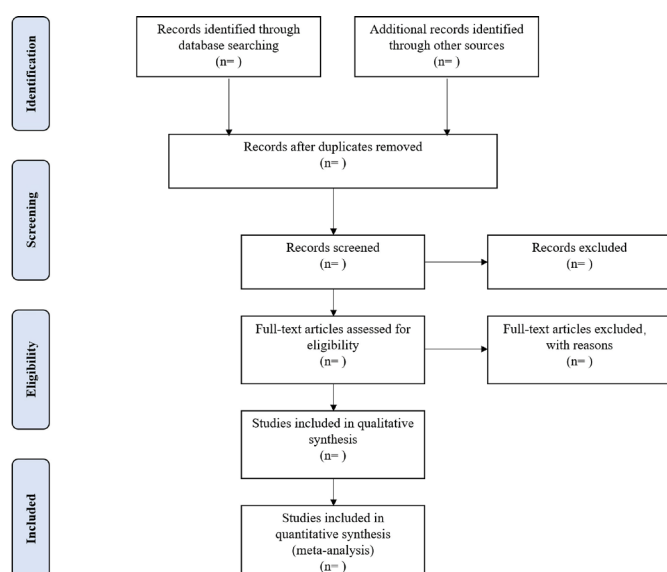 Identification
Records identified through
database searching
(n= )
Additional records identified
through other sources
(n= )
Records after duplicates removed
(n= )
Screening
Records screened
(n= )
Records excluded
(n= )
Eligibility
Full-text articles assessed for
eligibility
(n= )
Full-text articles excluded,
with reasons
(n= )
Studies included in qualitative
synthesis
(n= )
Included
Studies included in
quantitative synthesis
(meta-analysis)
(n= )